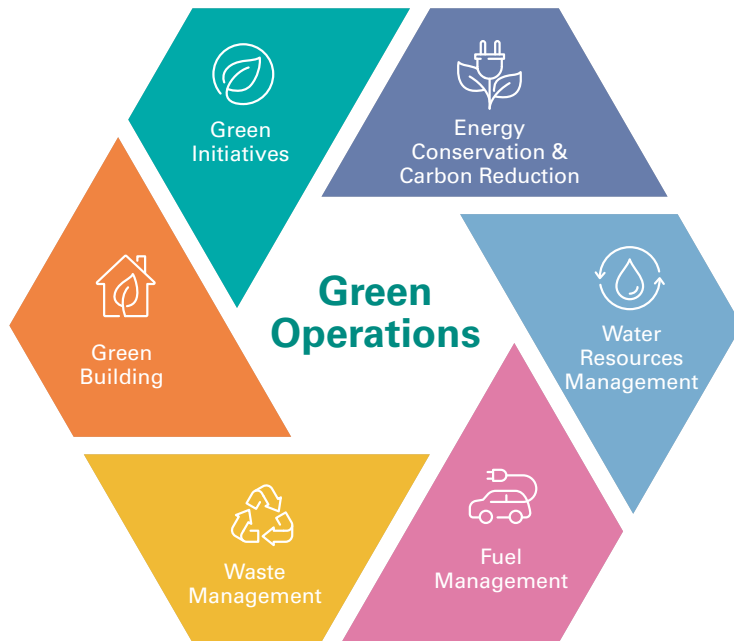 Green
Initiatives
Energy
Conservation &
Carbon Reduction
Green
Operations
Water
Resources
Management
Green
Building
Fuel
Management
Waste
Management